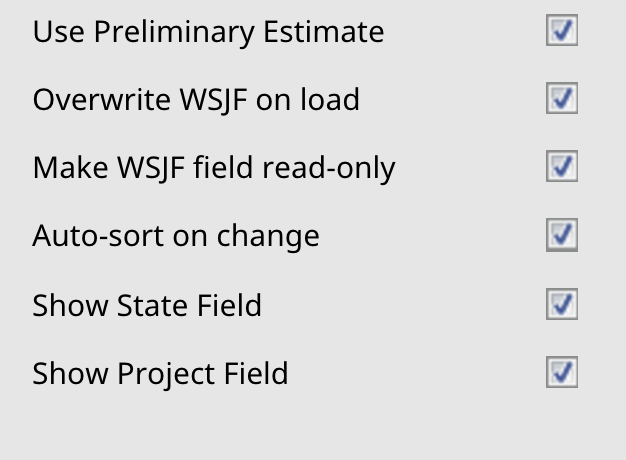 Use Preliminary Estimate
Overwrite WSJF on load
Make WSJF field read-only
Auto-sort on change
Show State Field
Show Project Field